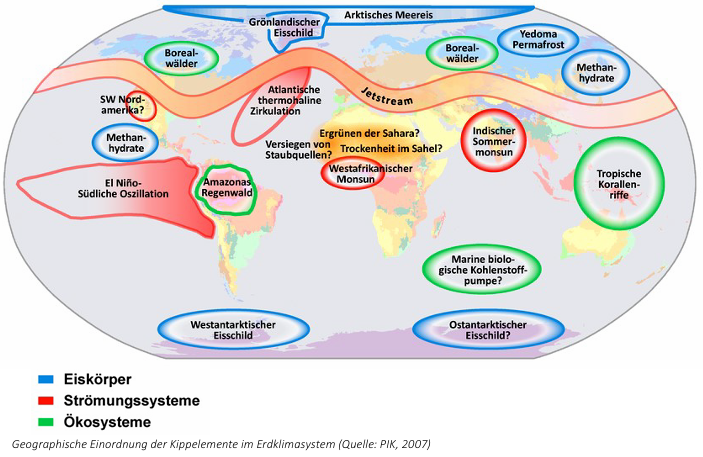 Arktisches Meereis
Grönlandischer
Eisschild
Yedoma
Permafrost
Boreal-
wälder
Boreal-
wälder
Methan-
hydrate
Atlantische
thermohaline
Zirkulation
Jetstream
SW Nord-
amerika?
Methan-
hydrate
Ergrünen der Sahara?
Versiegen von
Staubquellen?
Trockenheit im Sahel?
Indischer
Sommer-
monsun
Westafrikanischer
Monsun
El Niño-
Südliche Oszillation
Amazonas
Regenwald
Tropische
Korallen-
riffe
Marine biolo-
gische Kohlenstoff-
pumpe?
Westantarktischer
Eisschild
Ostantarktischer
Eisschild?
Eiskörper
Strömungssysteme
Ökosysteme
Geographische Einordnung der Kippelemente im Erdklimasystem (Quelle: PIK, 2007)